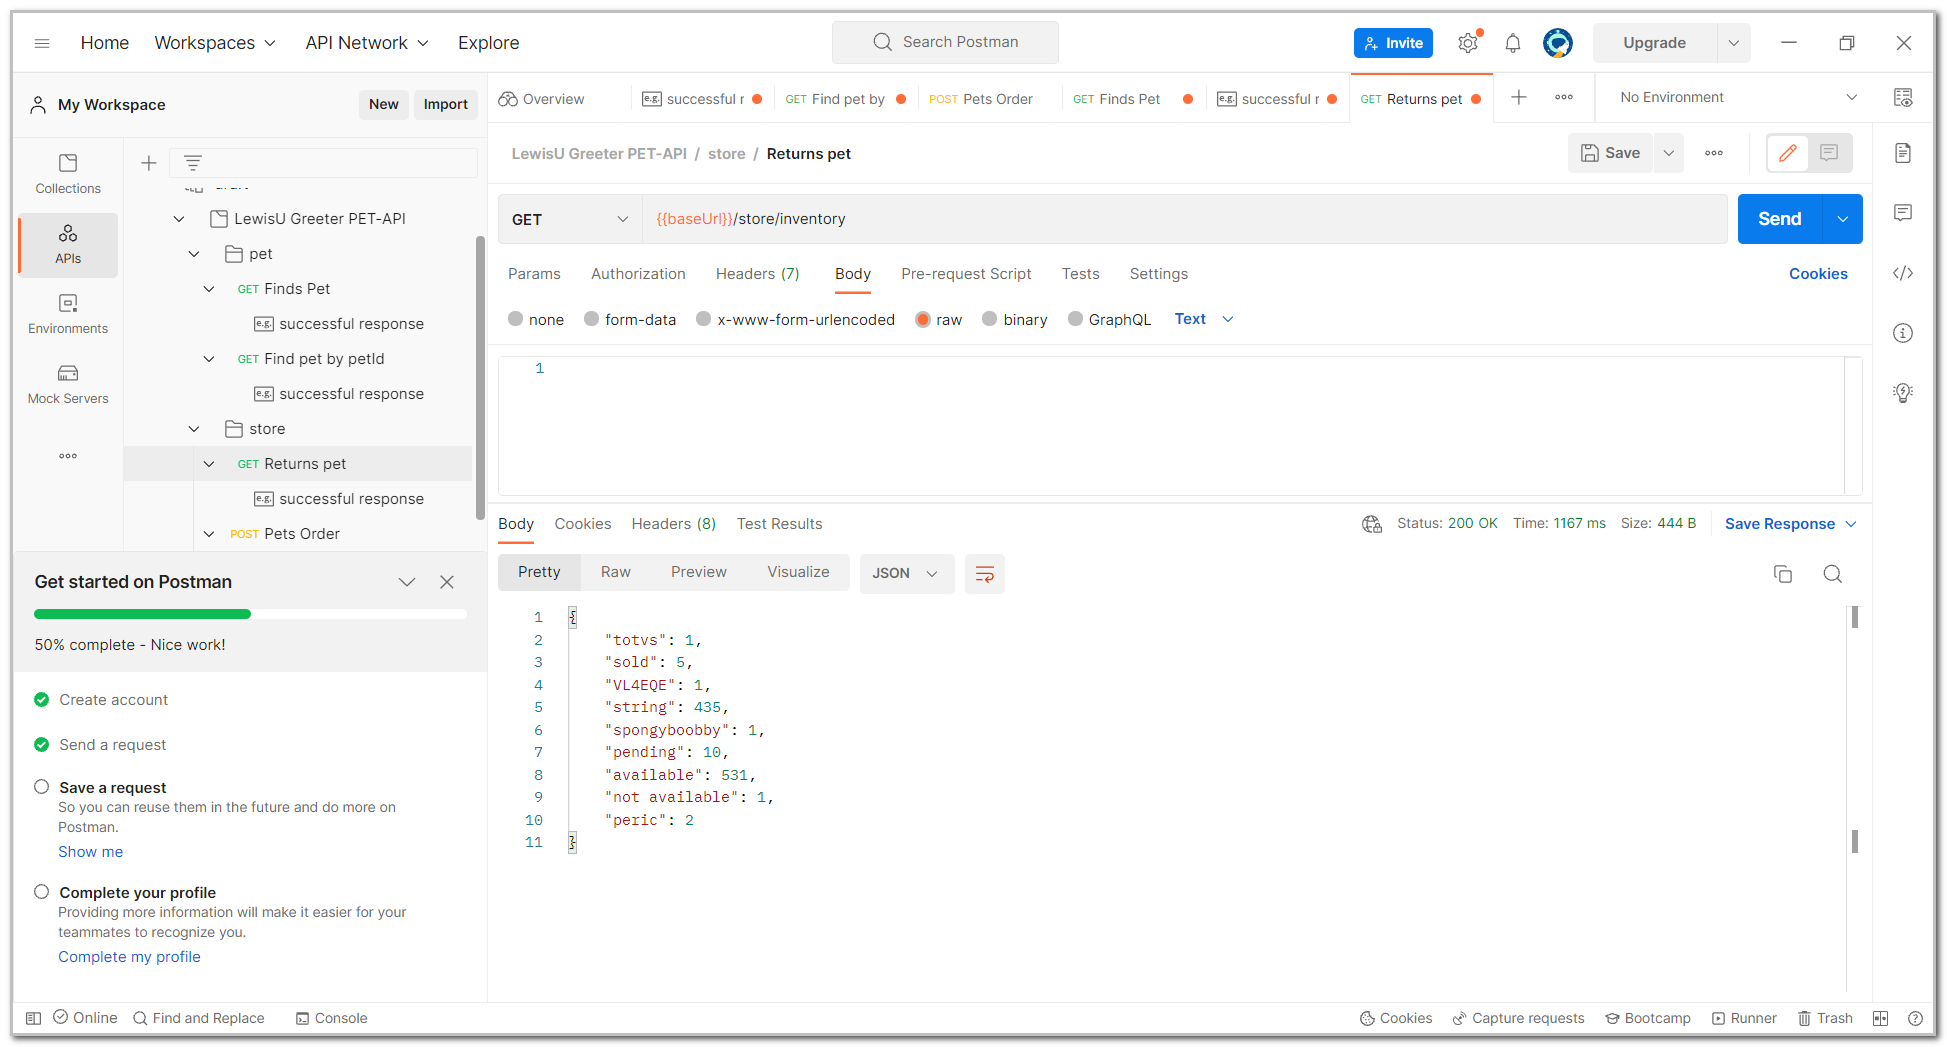 Home Workspaces API Network Explore Search Postman Invite Upgrade
My Workspace New Import
Overview e.g. successful r GET Find pet by POST Pets Order GET Finds Pet e.g. successful r GET Returns pet No Environment
LewisU Greeter PET-API / store / Returns pet Save
Collections
APIs
Environments
Mock Servers
LewisU Greeter PET-API
pet
GET Finds Pet
e.g. successful response
GET Find pet by petId
e.g. successful response
store
GET Returns pet
e.g. successful response
POST Pets Order
GET {{baseUrl}}/store/inventory Send
Params Authorization Headers (7) Body Pre-request Script Tests Settings Cookies
none form-data x-www-form-urlencoded raw binary GraphQL Text
1
Body Cookies Headers (8) Test Results Status: 200 OK Time: 1167 ms Size: 444 B Save Response
Pretty Raw Preview Visualize JSON
1 {
2 "totvs": 1,
3 "sold": 5,
4 "VL4EQE": 1,
5 "string": 435,
6 "spongyboobby": 1,
7 "pending": 10,
8 "available": 531,
9 "not available": 1,
10 "peric": 2
11 }
Get started on Postman
50% complete - Nice work!
Create account
Send a request
Save a request
So you can reuse them in the future and do more on
Postman.
Show me
Complete your profile
Providing more information will make it easier for your
teammates to recognize you.
Complete my profile
Online Find and Replace Console Cookies Capture requests Bootcamp Runner Trash